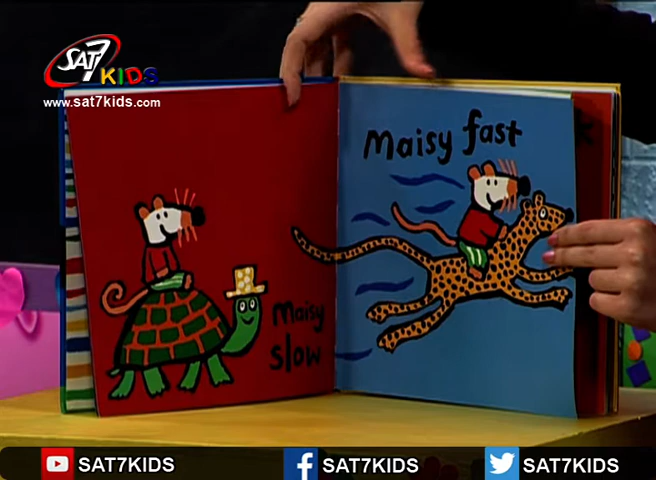 SAT7
KIDS
www.sat7kids.com
Maisy
slow
Maisy fast
SAT7KIDS
SAT7KIDS
SAT7KIDS